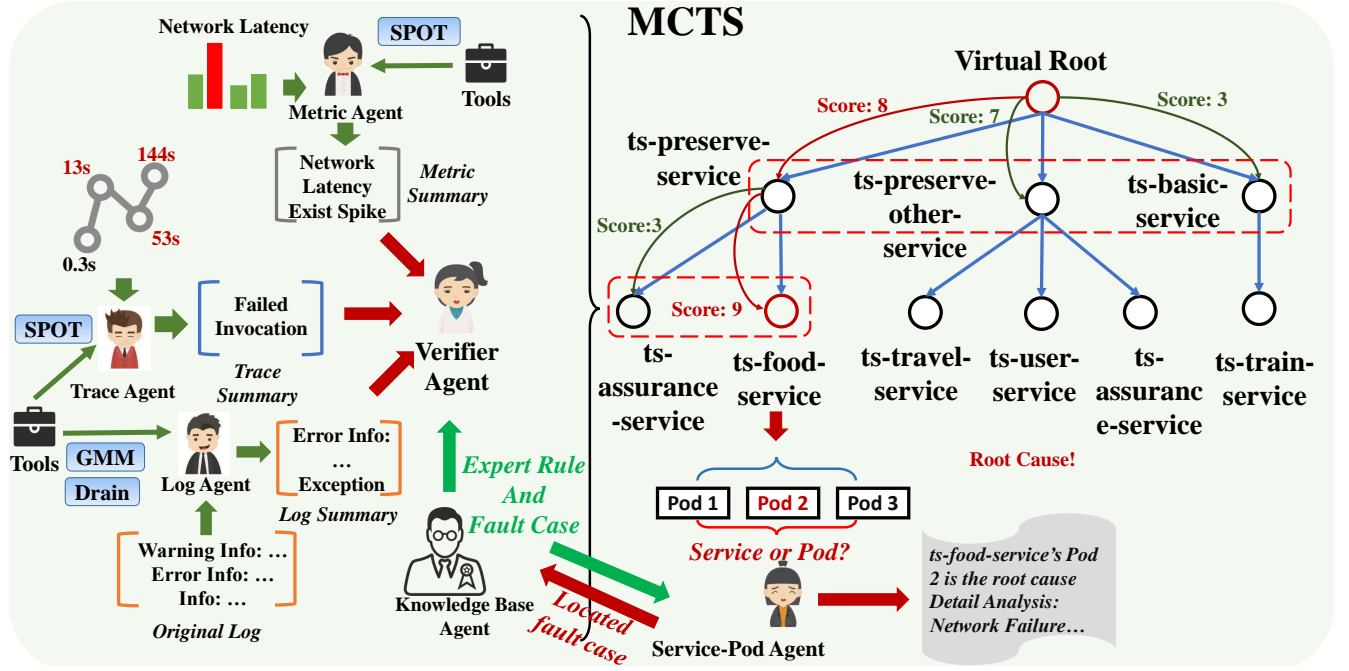 MCTS
Network Latency
SPOT
Tools
Metric Agent
Network
Latency
Exist Spike
Metric
Summary
13s
144s
53s
0.3s
SPOT
Trace Agent
Failed
Invocation
Trace
Summary
Verifier
Agent
Tools
GMM
Drain
Log Agent
Error Info:
…
Exception
Log Summary
Warning Info: …
Error Info: …
Info: …
Original Log
Expert Rule
And
Fault Case
Knowledge Base
Agent
Located
fault case
Virtual Root
Score: 8
Score: 7
Score: 3
ts-preserve-
service
ts-preserve-
other-
service
ts-basic-
service
Score:3
Score: 9
ts-
assurance
-service
ts-food-
service
ts-travel-
service
ts-user-
service
ts-
assuranc
e-service
ts-train-
service
Root Cause!
Pod 1
Pod 2
Pod 3
Service or Pod?
Service-Pod Agent
ts-food-service's Pod
2 is the root cause
Detail Analysis:
Network Failure…